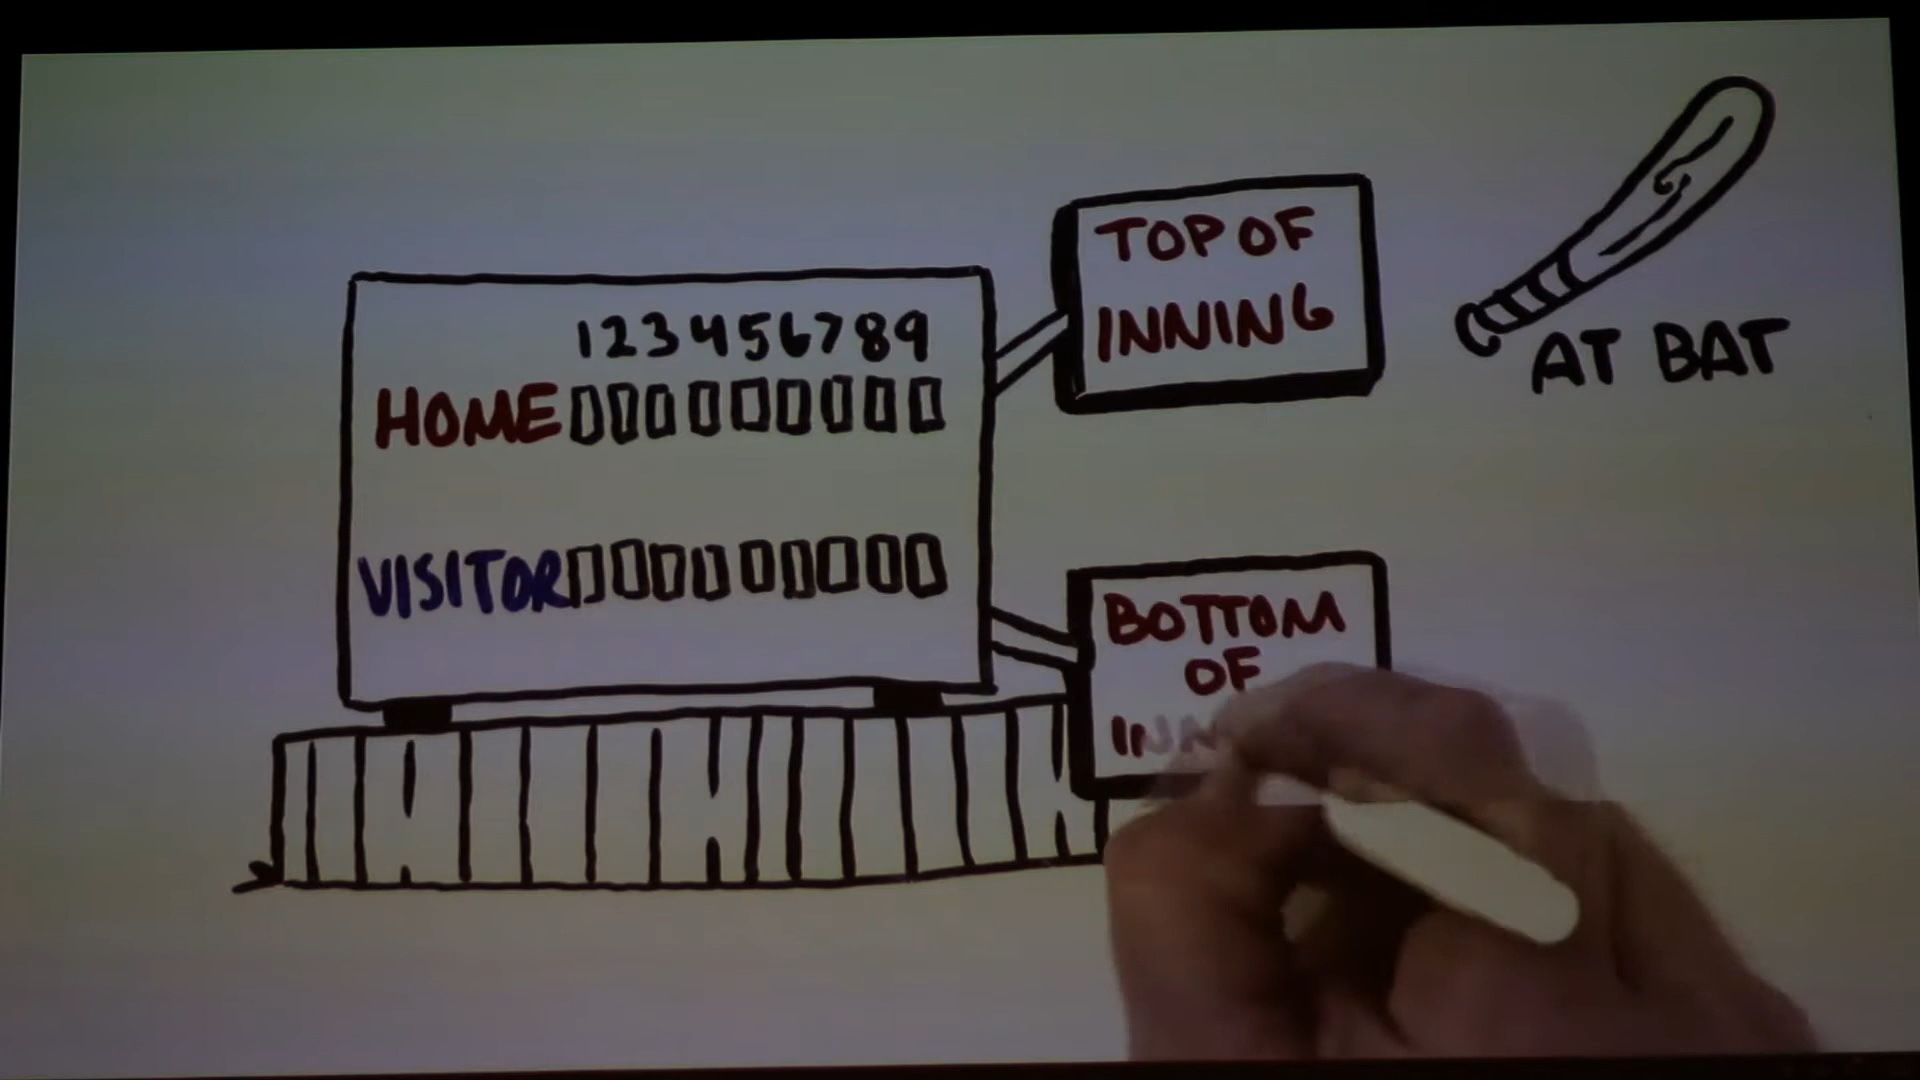 TOP OF
INNING
AT BAT
123456789
HOME
VISITOR
BOTTOM
OF